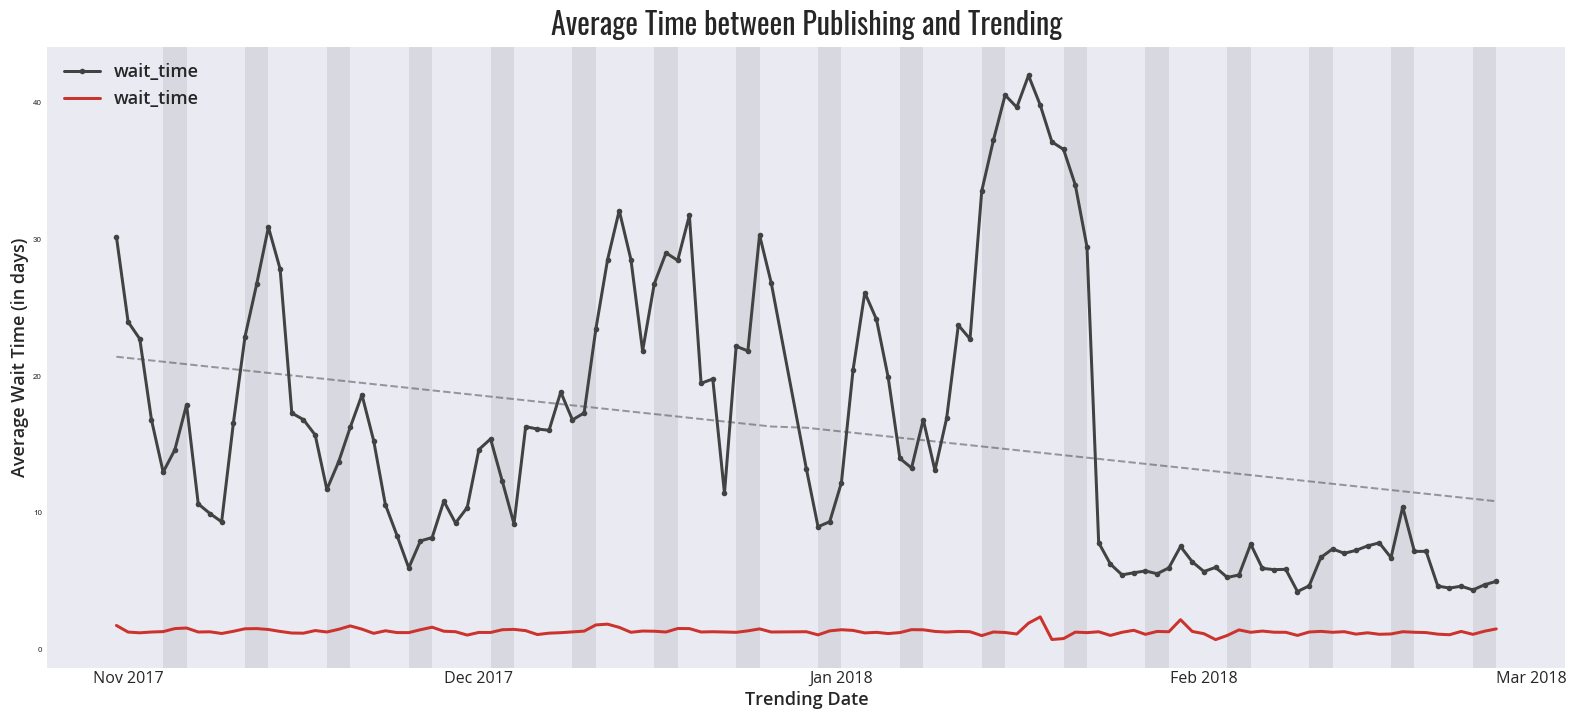 Average Time between Publishing and Trending
wait_time
wait_time
Average Wait Time (in days)
40
30
20
10
0
Nov 2017 Dec 2017 Jan 2018 Feb 2018 Mar 2018
Trending Date